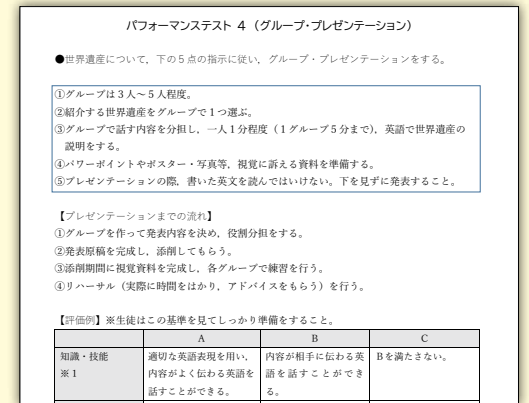 パフォーマンステスト 4（グループ・プレゼンテーション）
●世界遺産について，下の５点の指示に従い，グループ・プレゼンテーションをする。
①グループは３人～５人程度。
②紹介する世界遺産をグループで１つ選ぶ。
③グループで話す内容を分担し，一人１分程度（１グループ５分まで），英語で世界遺産の
説明をする。
④パワーポイントやポスター・写真等，視覚に訴える資料を準備する。
⑤プレゼンテーションの際，書いた英文を読んではいけない。下を見ずに発表すること。
【プレゼンテーションまでの流れ】
①グループを作って発表内容を決め，役割分担をする。
②発表原稿を完成し，添削してもらう。
③添削期間に視覚資料を完成し，各グループで練習を行う。
④リハーサル（実際に時間をはかり，アドバイスをもらう）を行う。
【評価例】※生徒はこの基準を見てしっかり準備をすること。
A B C
知識・技能 適切な英語表現を用い， 内容が相手に伝わる英 Ｂを満たさない。
※１ 内容がよく伝わる英語を 語を話すことができ
話すことができる。 る。